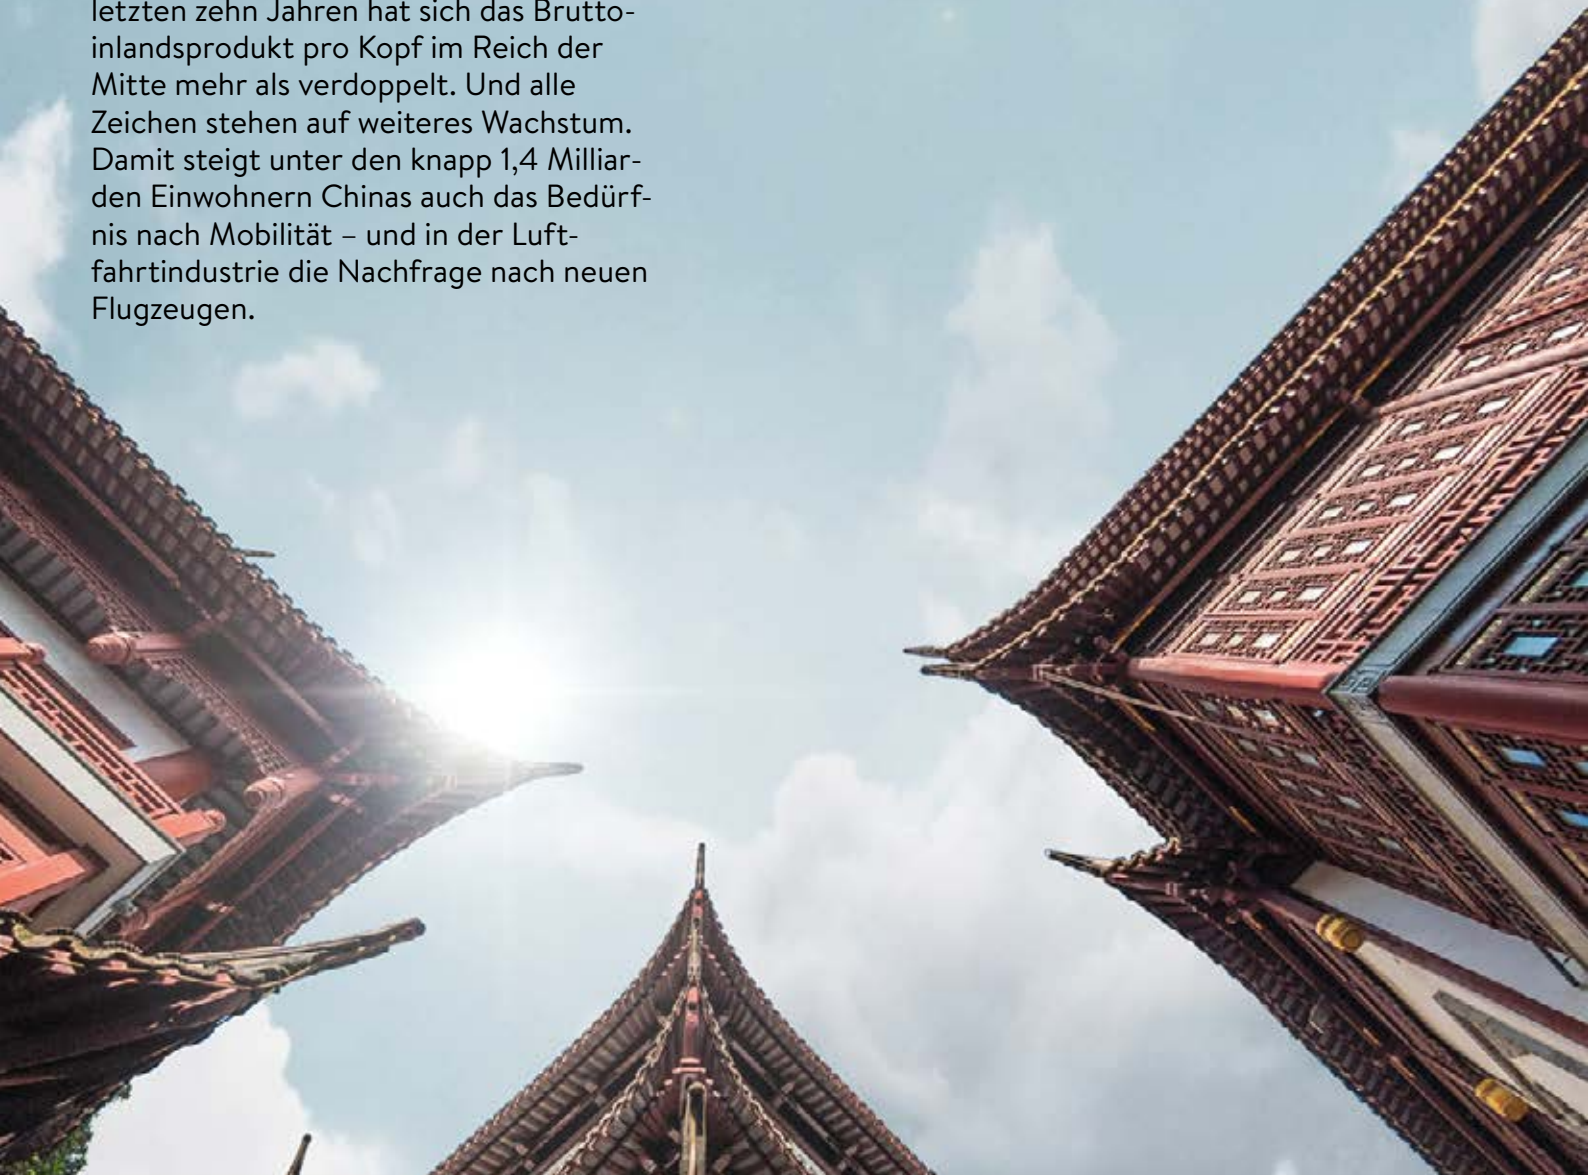 letzten zehn Jahren hat sich das Brutto-
inlandsprodukt pro Kopf im Reich der
Mitte mehr als verdoppelt. Und alle
Zeichen stehen auf weiteres Wachstum.
Damit steigt unter den knapp 1,4 Milliar-
den Einwohnern Chinas auch das Bedürf-
nis nach Mobilität – und in der Luft-
fahrtindustrie die Nachfrage nach neuen
Flugzeugen.